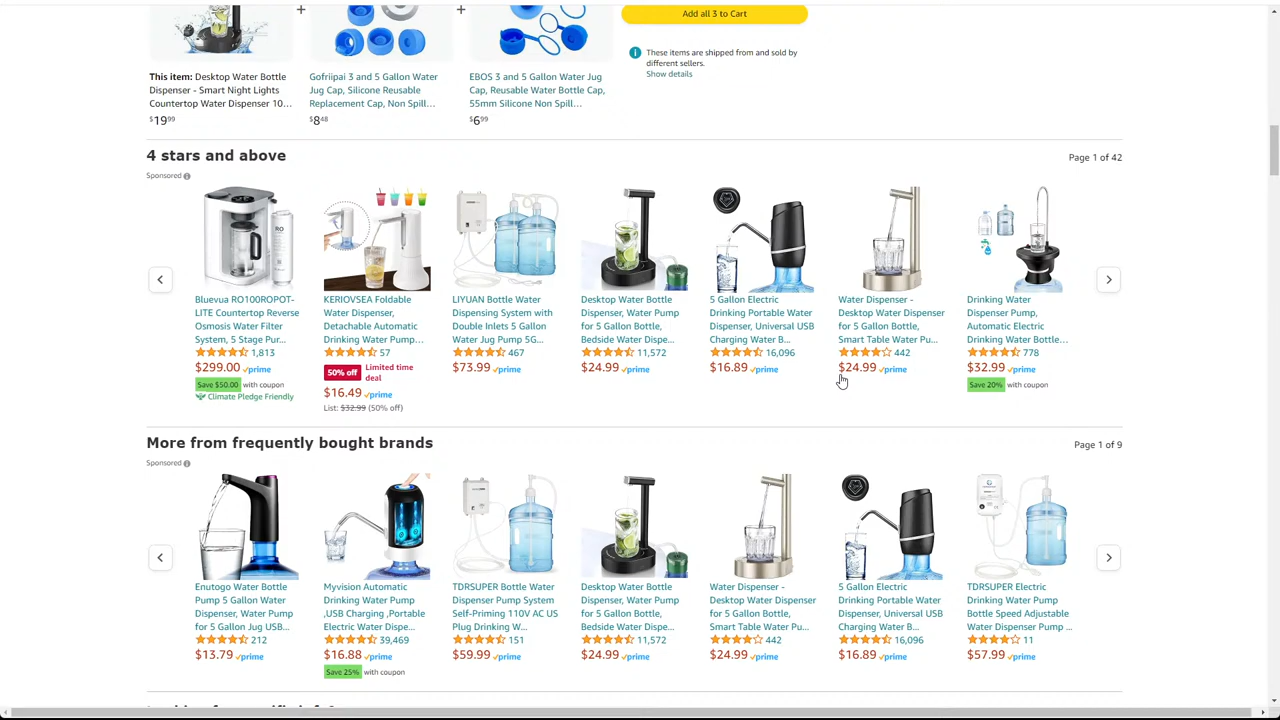 +
+
Add all 3 to Cart
These items are shipped from and sold by
different sellers.
Show details
This item: Desktop Water Bottle
Dispenser - Smart Night Lights
Countertop Water Dispenser 10...
$19.99
Gofriipai 3 and 5 Gallon Water
Jug Cap, Silicone Reusable
Replacement Cap, Non Spill...
$8.48
EBOS 3 and 5 Gallon Water Jug
Cap, Reusable Water Bottle Cap,
55mm Silicone Non Spill...
$6.99
4 stars and above
Page 1 of 42
Sponsored
RO
Bluevua RO100ROPOT-
LITE Countertop Reverse
Osmosis Water Filter
System, 5 Stage Pur...
1,813
$299.00 prime
Save $50.00 with coupon
Climate Pledge Friendly
KERIOVSEA Foldable
Water Dispenser,
Detachable Automatic
Drinking Water Pump...
57
50% off Limited time
deal
$16.49 prime
List: $32.99 (50% off)
LIYUAN Bottle Water
Dispensing System with
Double Inlets 5 Gallon
Water Jug Pump 5G...
467
$73.99 prime
Desktop Water Bottle
Dispenser, Water Pump
for 5 Gallon Bottle,
Bedside Water Dispe...
11,572
$24.99 prime
5 Gallon Electric
Drinking Portable Water
Dispenser, Universal USB
Charging Water B...
16,096
$16.89 prime
Water Dispenser -
Desktop Water Dispenser
for 5 Gallon Bottle,
Smart Table Water Pu...
442
$24.99 prime
Drinking Water
Dispenser Pump,
Automatic Electric
Drinking Water Bottle...
778
$32.99 prime
Save 20% with coupon
More from frequently bought brands
Page 1 of 9
Sponsored
Enutogo Water Bottle
Pump 5 Gallon Water
Dispenser, Water Pump
for 5 Gallon Jug USB...
212
$13.79 prime
Myvision Automatic
Drinking Water Pump
,USB Charging ,Portable
Electric Water Dispe...
39,469
$16.88 prime
Save 25% with coupon
TDRSUPER Bottle Water
Dispenser Pump System
Self-Priming 110V AC US
Plug Drinking W...
151
$59.99 prime
Desktop Water Bottle
Dispenser, Water Pump
for 5 Gallon Bottle,
Bedside Water Dispe...
11,572
$24.99 prime
Water Dispenser -
Desktop Water Dispenser
for 5 Gallon Bottle,
Smart Table Water Pu...
442
$24.99 prime
5 Gallon Electric
Drinking Portable Water
Dispenser, Universal USB
Charging Water B...
16,096
$16.89 prime
TDRSUPER Electric
Drinking Water Pump
Bottle Speed Adjustable
Water Dispenser Pump ...
11
$57.99 prime